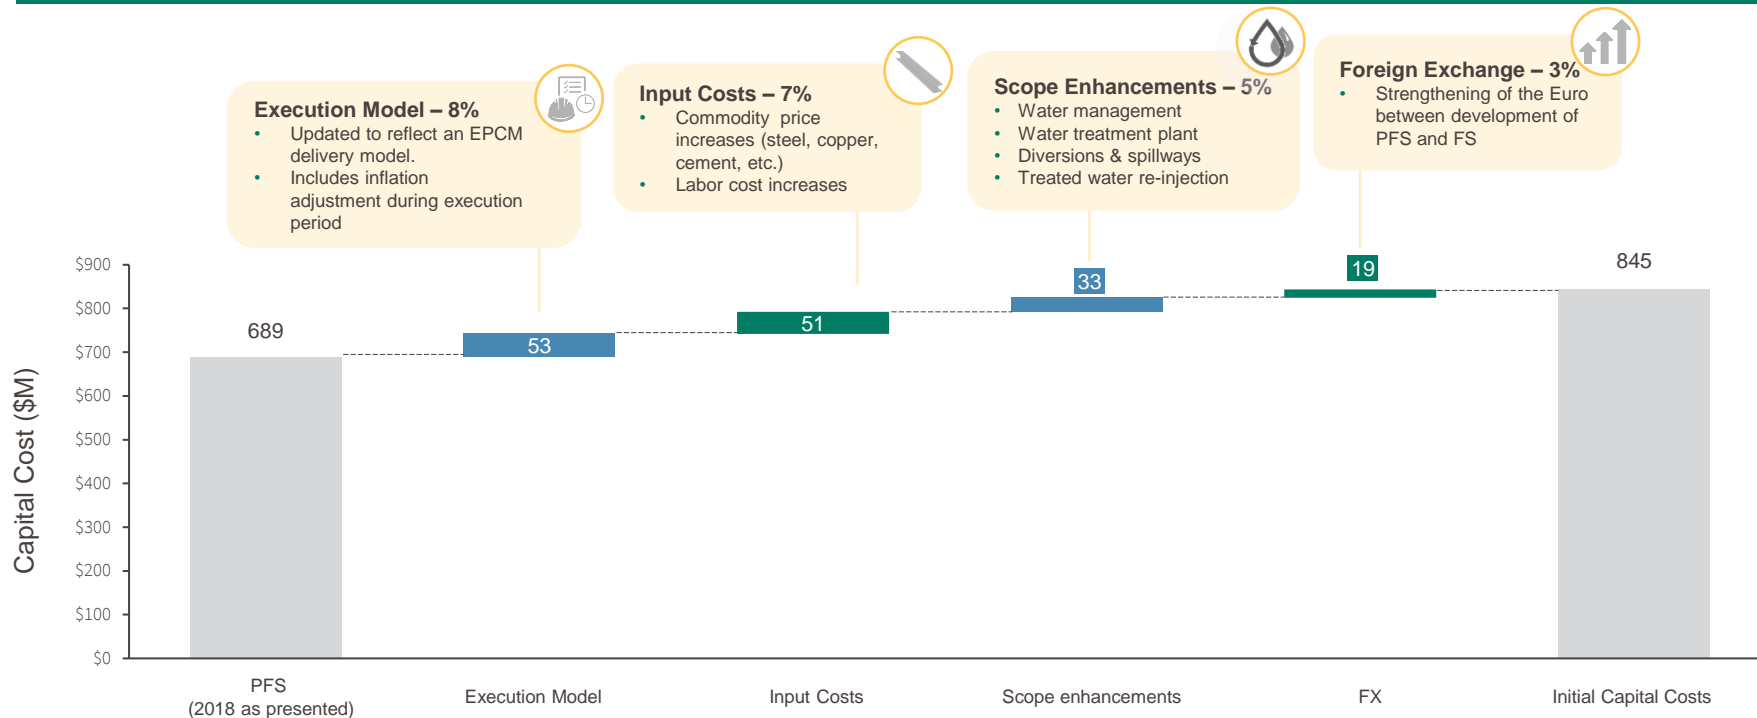 Execution Model – 8%
• Updated to reflect an EPCM
delivery model.
• Includes inflation
adjustment during execution
period
Input Costs – 7%
• Commodity price
increases (steel, copper,
cement, etc.)
• Labor cost increases
Scope Enhancements – 5%
• Water management
• Water treatment plant
• Diversions & spillways
• Treated water re-injection
Foreign Exchange – 3%
• Strengthening of the Euro
between development of
PFS and FS
Capital Cost ($M)
$900
$800
$700
$600
$500
$400
$300
$200
$100
$0
689
53
51
33
19
845
PFS
(2018 as presented)
Execution Model
Input Costs
Scope enhancements
FX
Initial Capital Costs